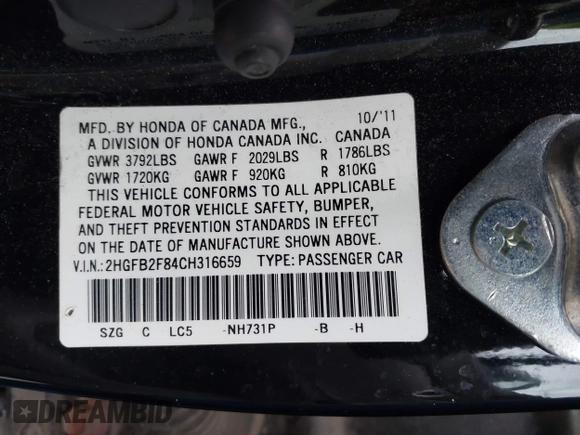 MFD. BY HONDA OF CANADA MFG., 10/'11
A DIVISION OF HONDA CANADA INC. CANADA
GVWR 3792LBS GAWR F 2029LBS R 1786LBS
GVWR 1720KG GAWR F 920KG R 810KG
THIS VEHICLE CONFORMS TO ALL APPLICABLE
FEDERAL MOTOR VEHICLE SAFETY, BUMPER,
AND THEFT PREVENTION STANDARDS IN EFFECT
ON THE DATE OF MANUFACTURE SHOWN ABOVE.
V.I.N.: 2HGFB2F84CH316659 TYPE: PASSENGER CAR
SZG C LC5 -NH731P -B -H
DREAMBID